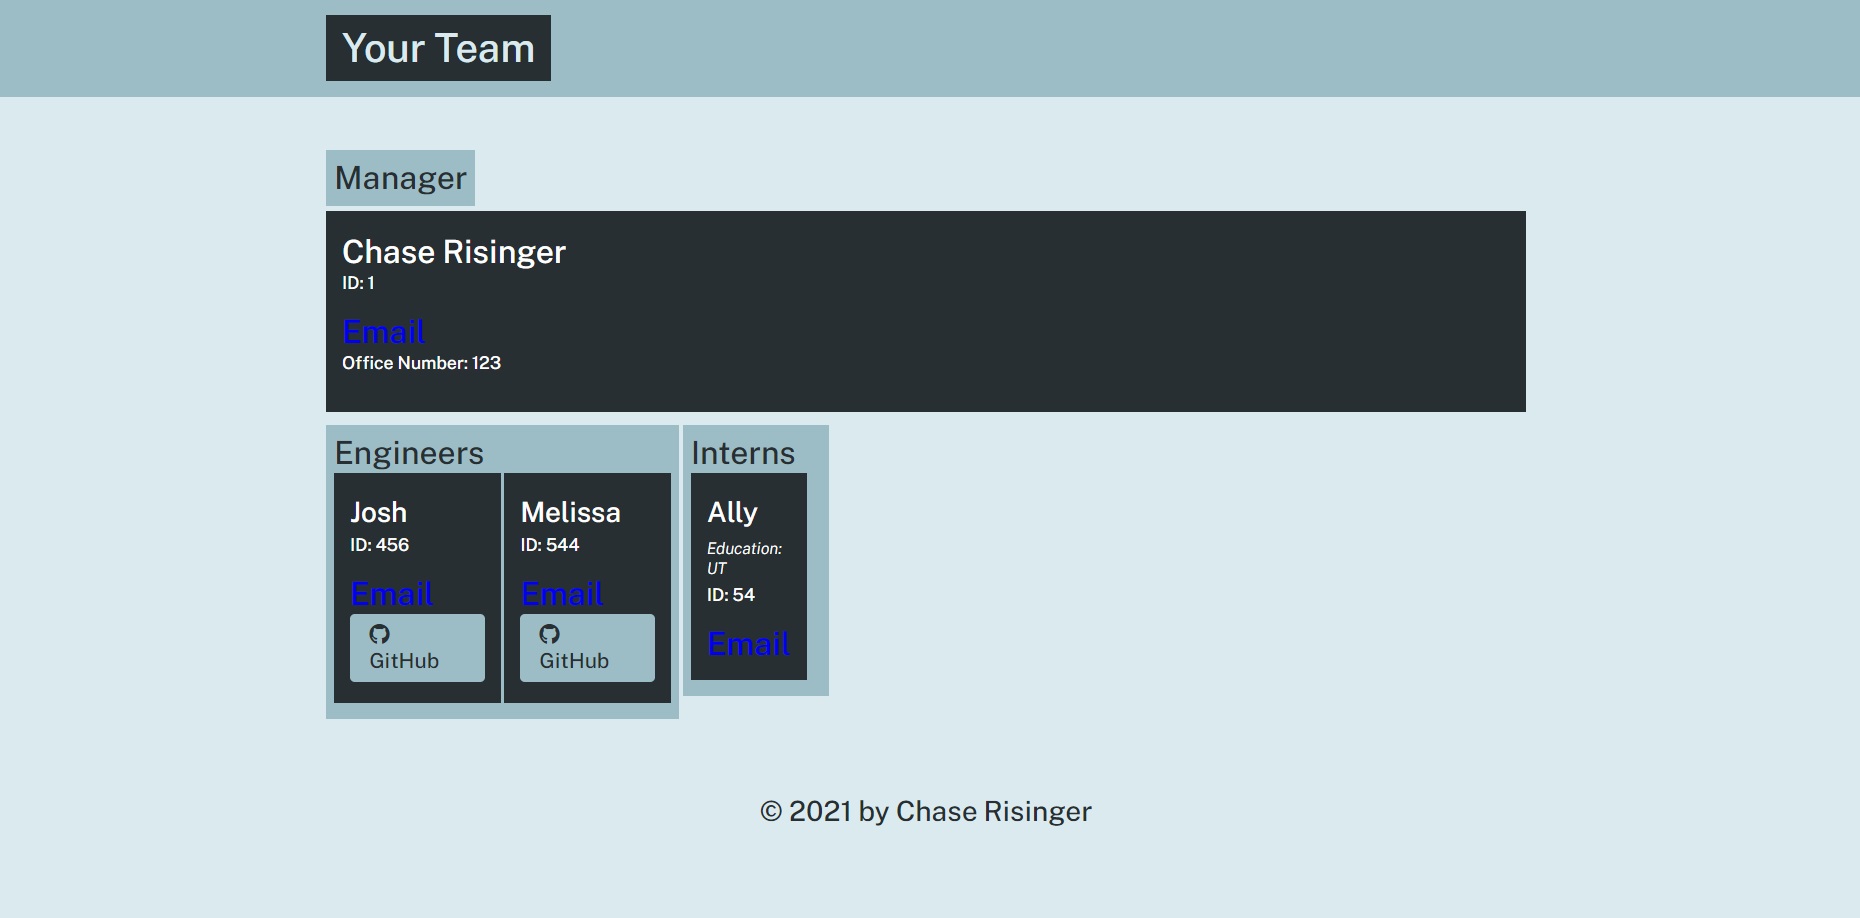 Your Team
Manager
Chase Risinger
ID: 1
Email
Office Number: 123
Engineers
Josh
ID: 456
Email
GitHub
Melissa
ID: 544
Email
GitHub
Interns
Ally
Education:
UT
ID: 54
Email
© 2021 by Chase Risinger